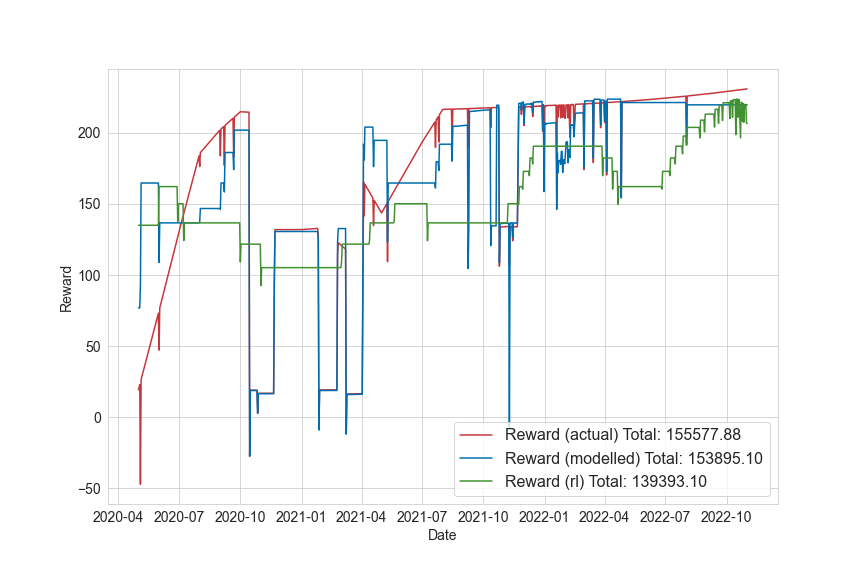 200
150
100
50
0
−50
Reward
Reward (actual) Total: 155577.88
Reward (modelled) Total: 153895.10
Reward (rl) Total: 139393.10
2020-04 2020-07 2020-10 2021-01 2021-04 2021-07 2021-10 2022-01 2022-04 2022-07 2022-10
Date